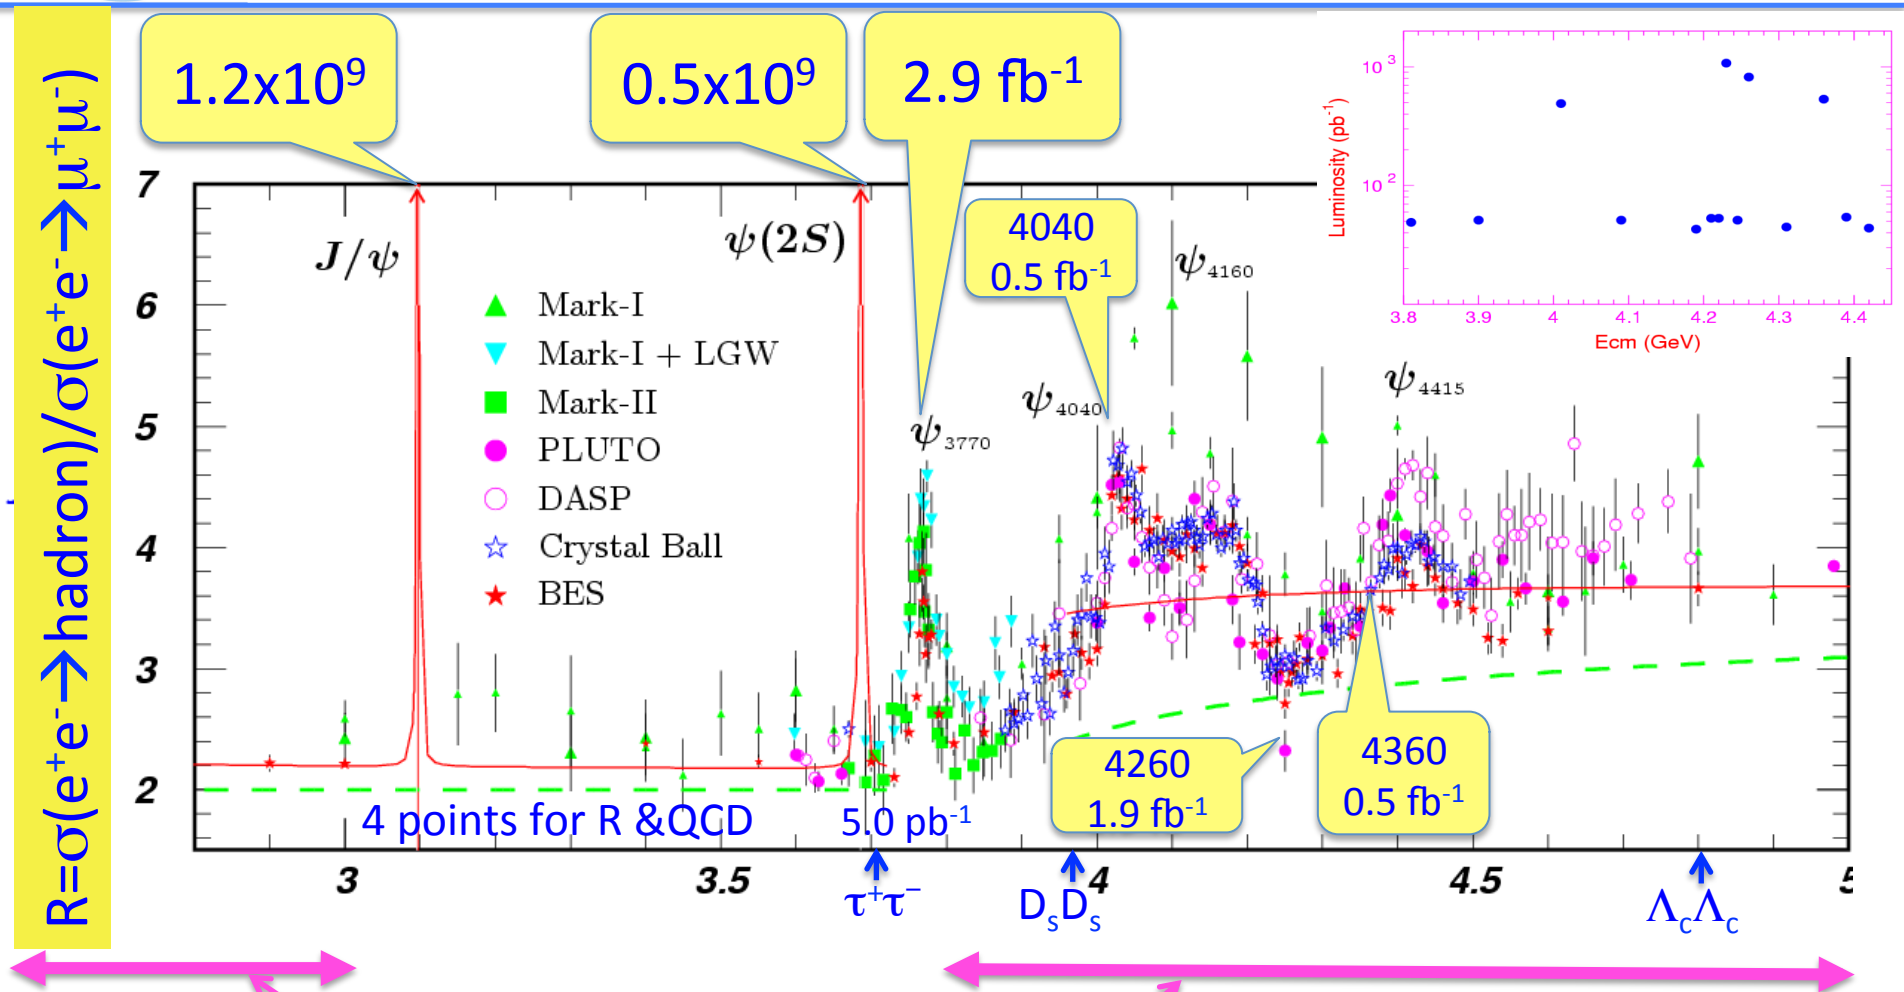 R=σ(e⁺e⁻→hadron)/σ(e⁺e⁻→μ⁺μ⁻)
1.2x10⁹
0.5x10⁹
2.9 fb⁻¹
4040
0.5 fb⁻¹
J/ψ
ψ(2S)
ψ₃₇₇₀
ψ₄₀₄₀
ψ₄₁₆₀
ψ₄₄₁₅
Mark-I
Mark-I + LGW
Mark-II
PLUTO
DASP
Crystal Ball
BES
7
6
5
4
3
2
4260
1.9 fb⁻¹
4360
0.5 fb⁻¹
4 points for R &QCD
5.0 pb⁻¹
3
3.5
4
4.5
5
τ⁺τ⁻
DₛDₛ
Λ꜀Λ꜀
Luminosity (pb⁻¹)
10³
10²
3.8
3.9
4
4.1
4.2
4.3
4.4
Ecm (GeV)